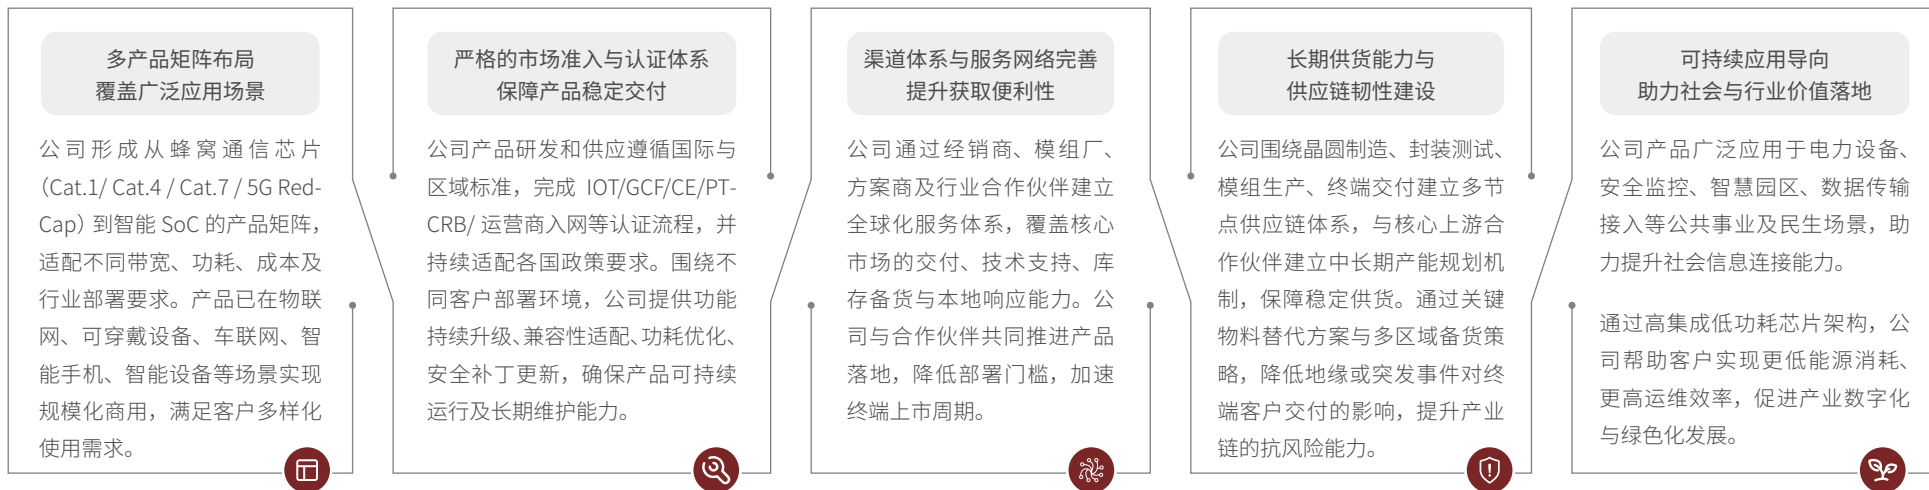 多产品矩阵布局
覆盖广泛应用场景
公司形成从蜂窝通信芯片
（Cat.1/ Cat.4 / Cat.7 / 5G Red-
Cap）到智能 SoC 的产品矩阵，
适配不同带宽、功耗、成本及
行业部署要求。产品已在物联
网、可穿戴设备、车联网、智
能手机、智能设备等场景实现
规模化商用，满足客户多样化
使用需求。
严格的市场准入与认证体系
保障产品稳定交付
公司产品研发和供应遵循国际与
区域标准，完成 IOT/GCF/CE/PT-
CRB/ 运营商入网等认证流程，并
持续适配各国政策要求。围绕不
同客户部署环境，公司提供功能
持续升级、兼容性适配、功耗优化、
安全补丁更新，确保产品可持续
运行及长期维护能力。
渠道体系与服务网络完善
提升获取便利性
公司通过经销商、模组厂、
方案商及行业合作伙伴建立
全球化服务体系，覆盖核心
市场的交付、技术支持、库
存备货与本地响应能力。公
司与合作伙伴共同推进产品
落地，降低部署门槛，加速
终端上市周期。
长期供货能力与
供应链韧性建设
公司围绕晶圆制造、封装测试、
模组生产、终端交付建立多节
点供应链体系，与核心上游合
作伙伴建立中长期产能规划机
制，保障稳定供货。通过关键
物料替代方案与多区域备货策
略，降低地缘或突发事件对终
端客户交付的影响，提升产业
链的抗风险能力。
可持续应用导向
助力社会与行业价值落地
公司产品广泛应用于电力设备、
安全监控、智慧园区、数据传输
接入等公共事业及民生场景，助
力提升社会信息连接能力。
通过高集成低功耗芯片架构，公
司帮助客户实现更低能源消耗、
更高运维效率，促进产业数字化
与绿色化发展。